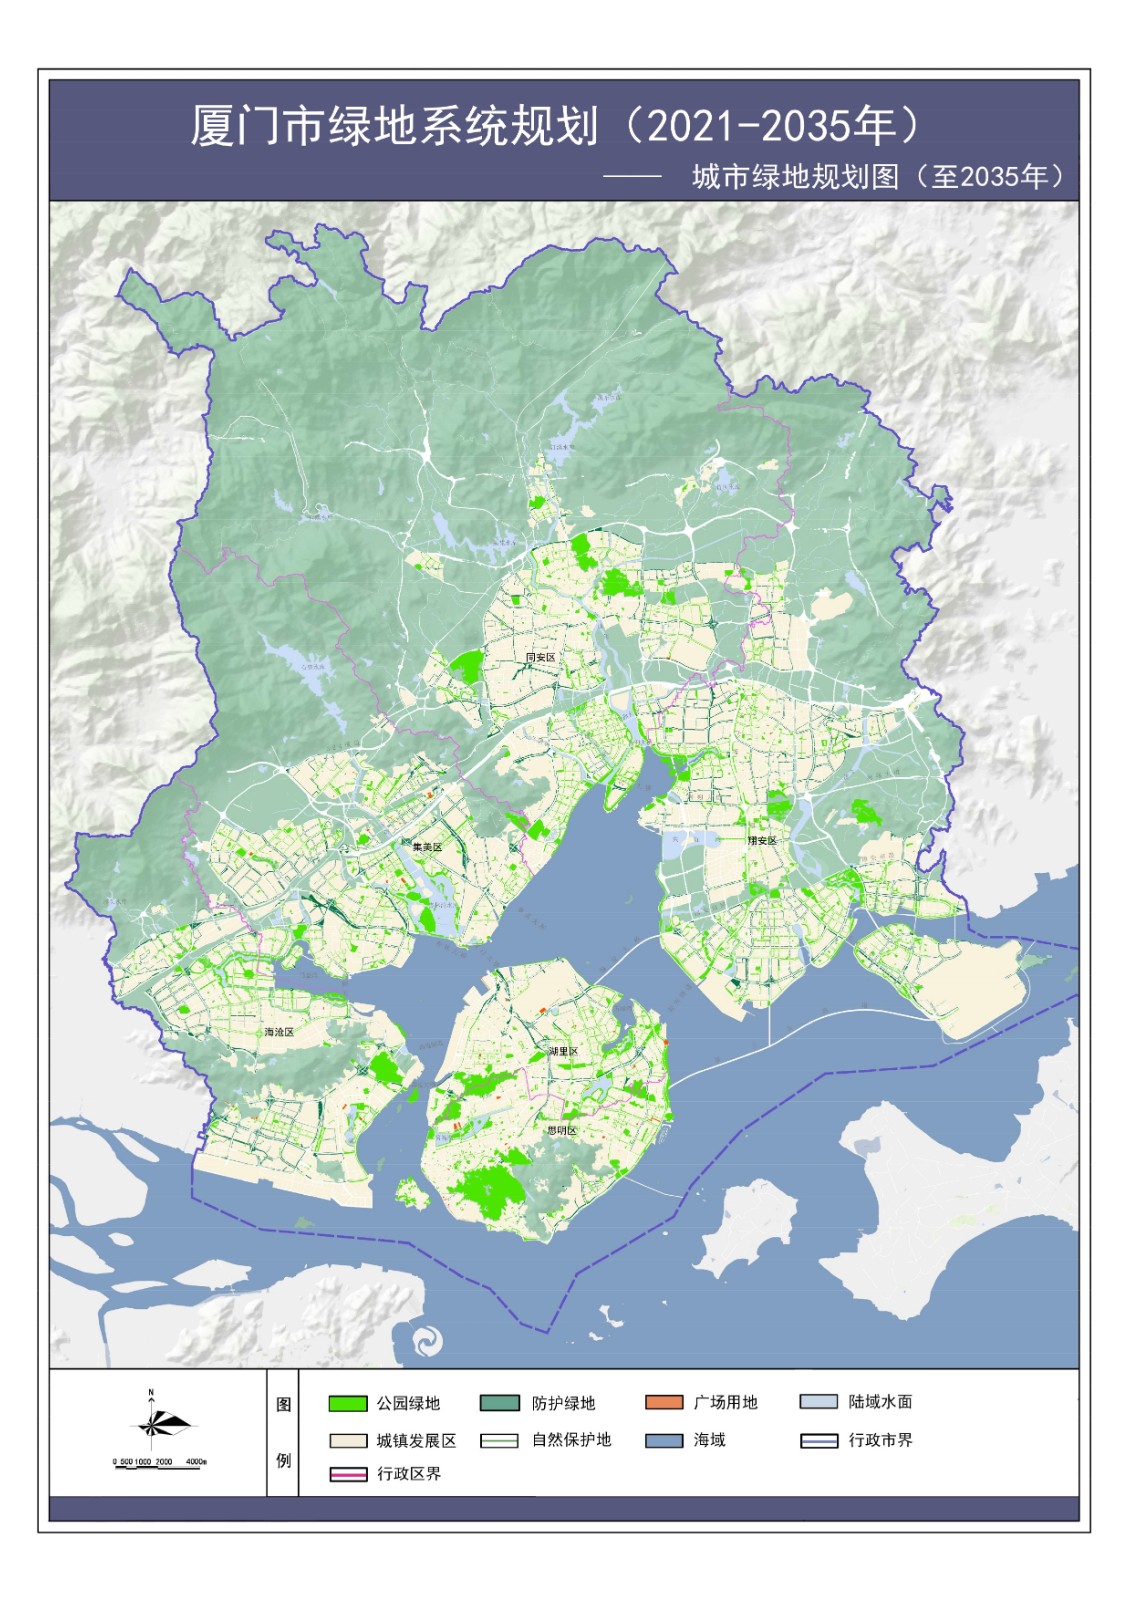 厦门市绿地系统规划（2021-2035年）
—— 城市绿地规划图（至2035年）
同安区
集美区
翔安区
海沧区
湖里区
思明区
N
0 500 1000 2000 4000m
图例
公园绿地 防护绿地 广场用地 陆域水面
城镇发展区 自然保护地 海域 行政市界
行政区界